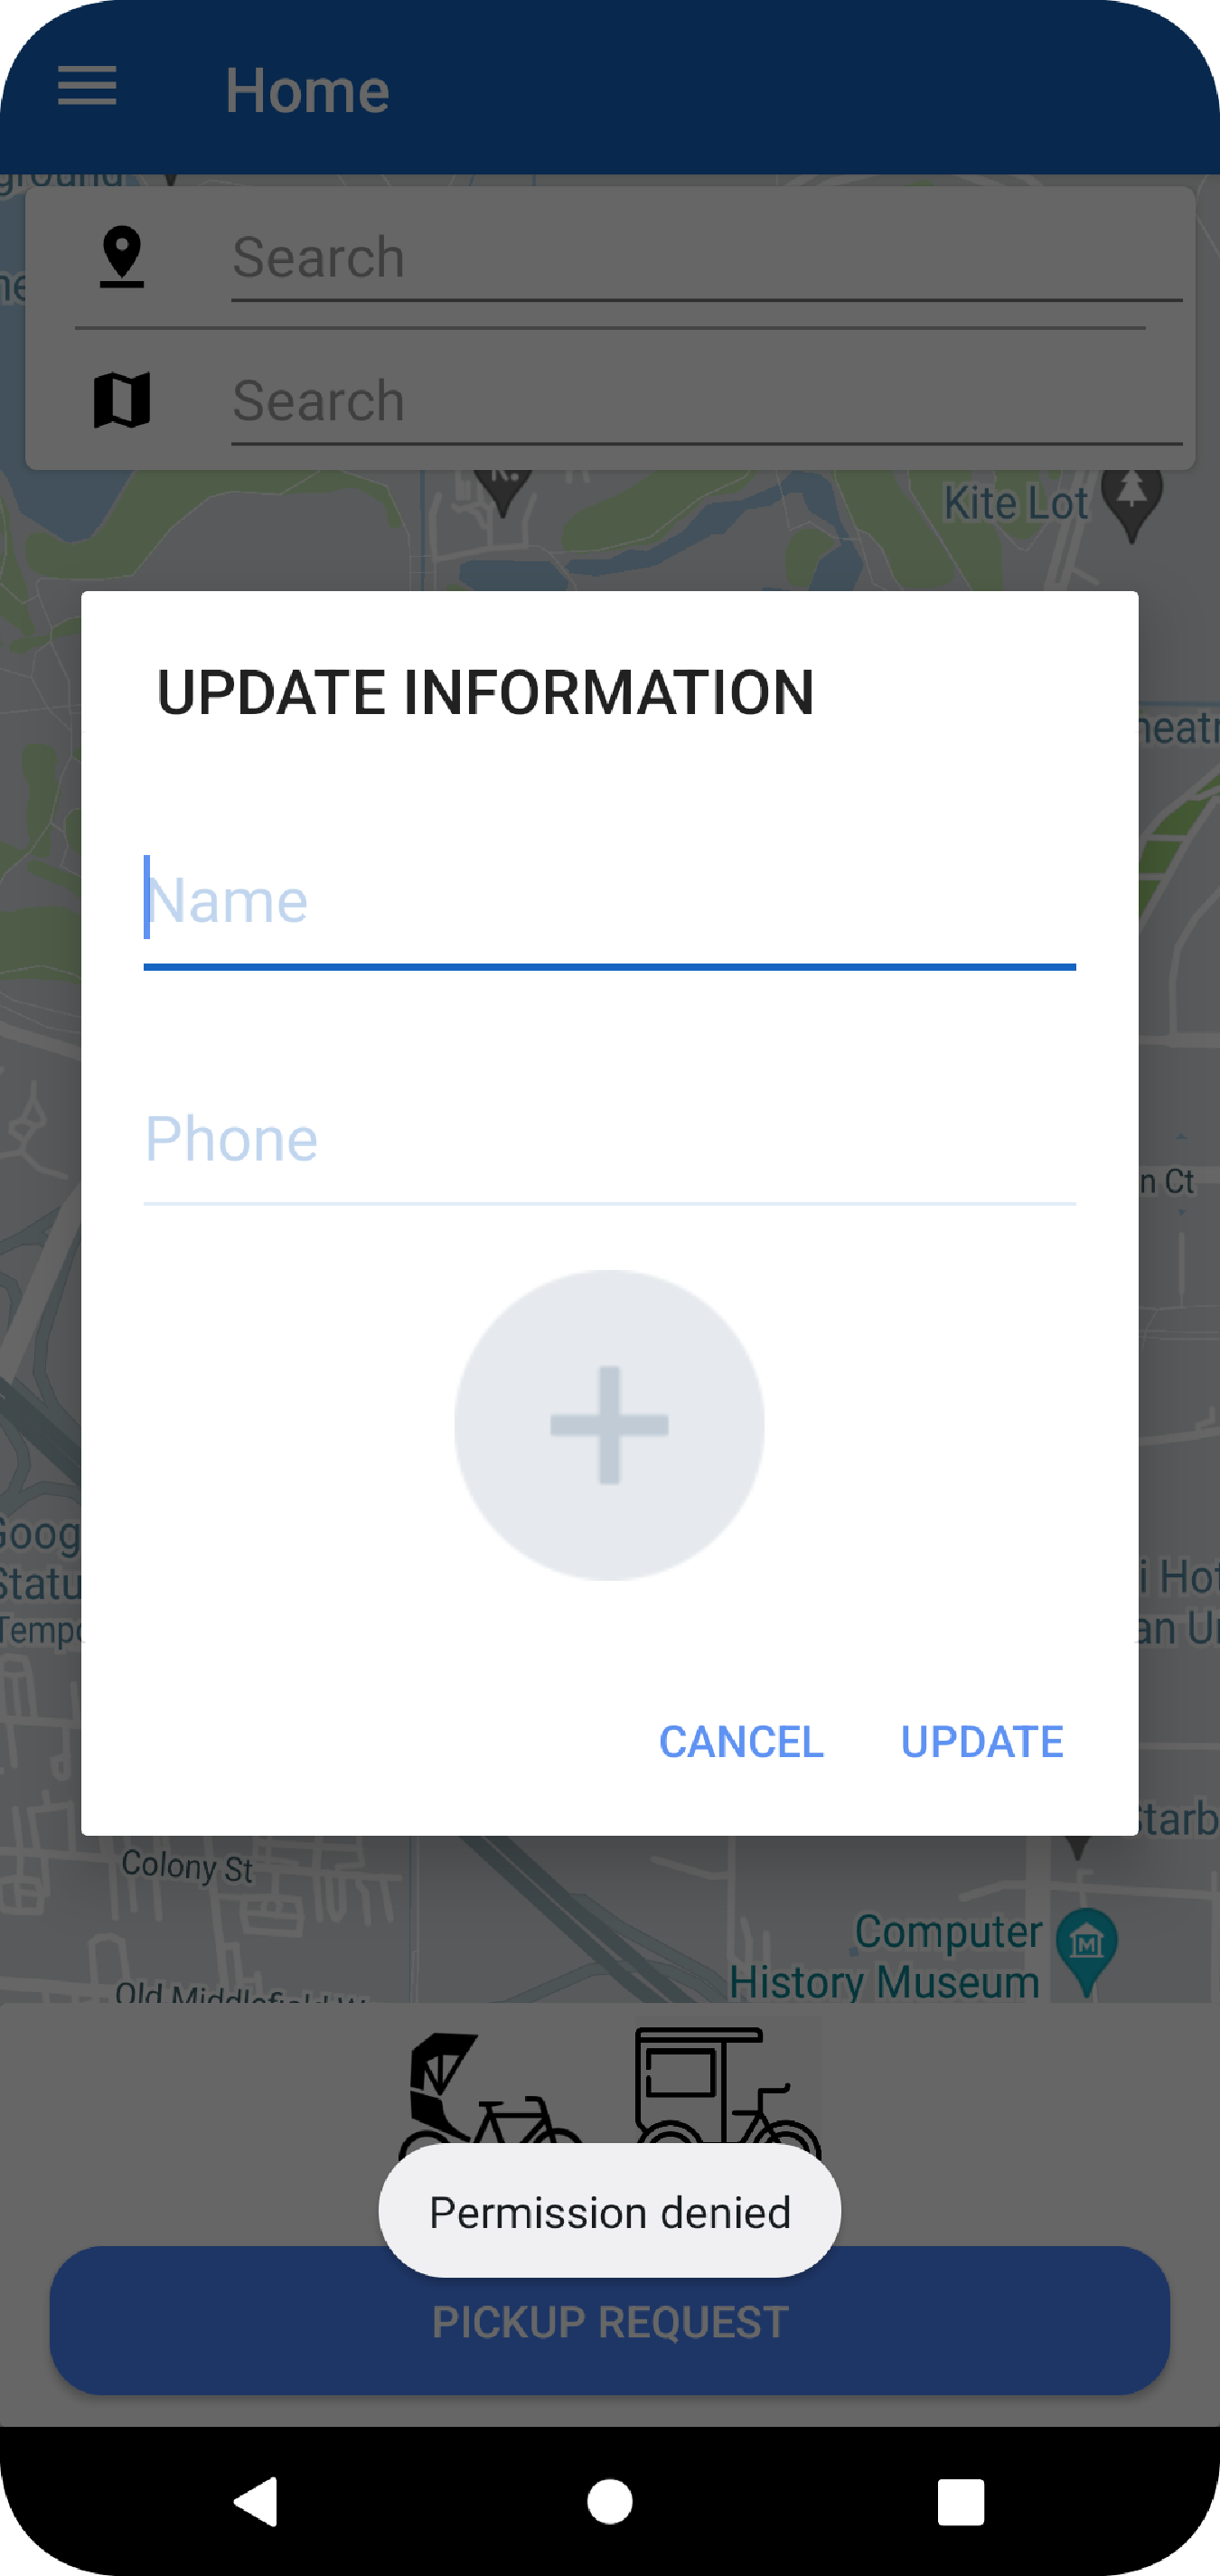 Home
Search
Search
Kite Lot
UPDATE INFORMATION
Name
Phone
n Ct
CANCEL
UPDATE
Colony St
Computer
History Museum
Permission denied
PICKUP REQUEST